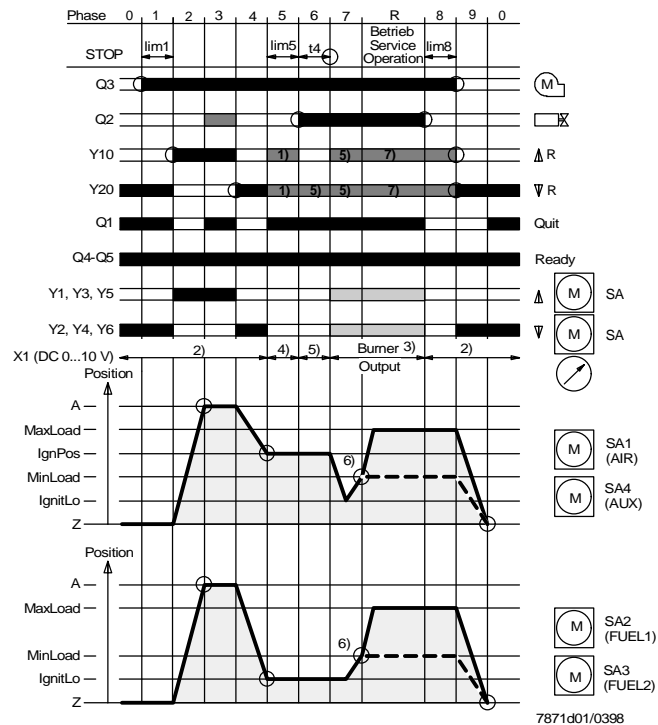 Phase 0 1 2 3 4 5 6 7 R 8 9 0
Betrieb
Service
Operation
STOP lim1 lim5 t4 lim8
Q3 M
Q2
Y10 1) 5) 7) R
Y20 1) 5) 5) 7) R
Q1 Quit
Q4-Q5 Ready
Y1, Y3, Y5 M SA
Y2, Y4, Y6 M SA
X1 (DC 0...10 V) 2) 4) 5) Burner 3) 2)
Output
Position
A
MaxLoad
IgnPos
MinLoad
IgnitLo
Z
6)
M SA1
(AIR)
M SA4
(AUX)
Position
A
MaxLoad
MinLoad
IgnitLo
Z
6)
M SA2
(FUEL1)
M SA3
(FUEL2)
7871d01/0398